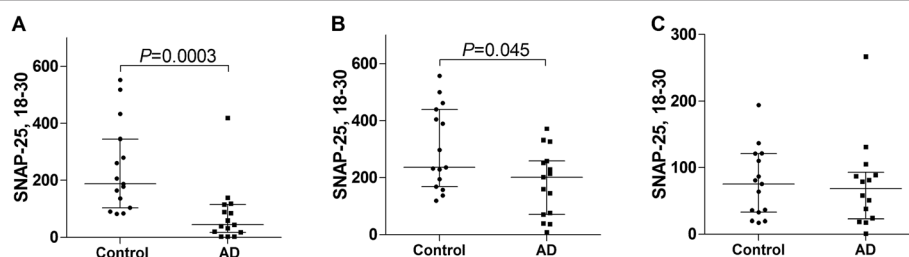 A
SNAP-25, 18-30
600
400
200
0
P=0.0003
Control AD
B
SNAP-25, 18-30
600
400
200
0
P=0.045
Control AD
C
SNAP-25, 18-30
300
200
100
0
Control AD